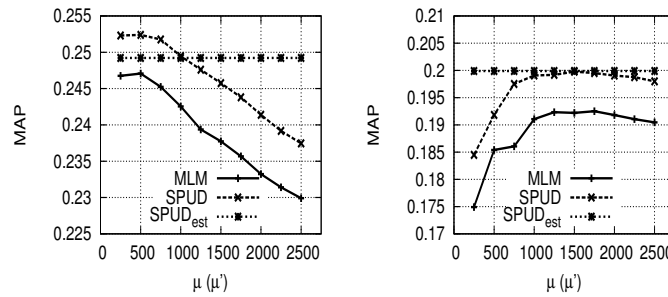 0.255
0.25
0.245
0.24
0.235
0.23
0.225
MAP
MLM
SPUD
SPUDest
0 500 1000 1500 2000 2500
μ (μ')
0.21
0.205
0.2
0.195
0.19
0.185
0.18
0.175
0.17
MAP
MLM
SPUD
SPUDest
0 500 1000 1500 2000 2500
μ (μ')